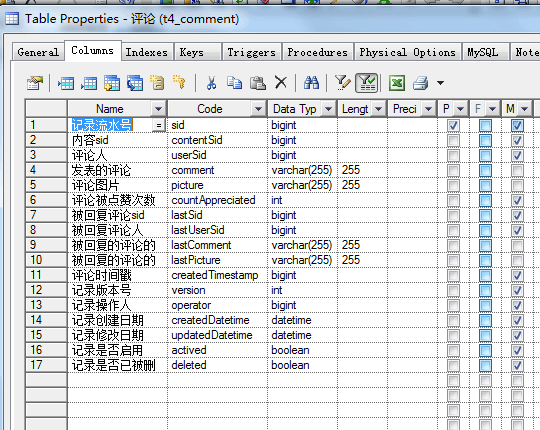 Table Properties - 评论 (t4_comment)
General Columns Indexes Keys Triggers Procedures Physical Options MySQL Note
Name Code Data Typ Lengt Preci P F M
1 记录流水号 = sid bigint
2 内容sid contentSid bigint
3 评论人 userSid bigint
4 发表的评论 comment varchar(255) 255
5 评论图片 picture varchar(255) 255
6 评论被点赞次数 countAppreciated int
7 被回复评论sid lastSid bigint
8 被回复评论人 lastUserSid bigint
9 被回复的评论的 lastComment varchar(255) 255
10 被回复的评论的 lastPicture varchar(255) 255
11 评论时间戳 createdTimestamp bigint
12 记录版本号 version int
13 记录操作人 operator bigint
14 记录创建日期 createdDatetime datetime
15 记录修改日期 updatedDatetime datetime
16 记录是否启用 actived boolean
17 记录是否已被删 deleted boolean